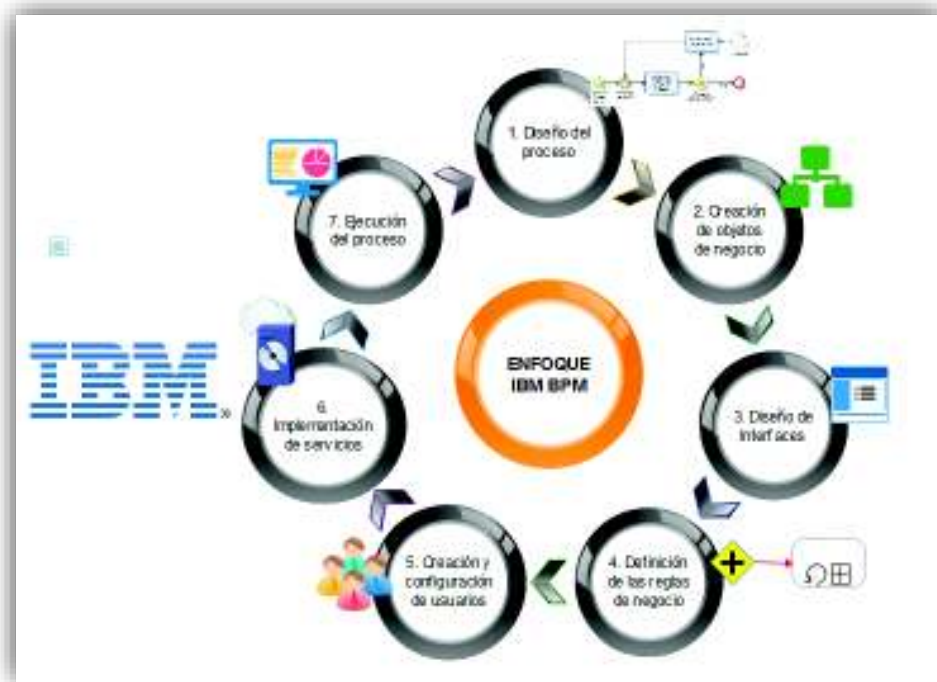 1. Diseño del
proceso
2. Creación
de objetos
de negocio
3. Diseño de
Interfaces
4. Definición
de las reglas
de negocio
5. Creación y
configuración
de usuarios
6.
Implementación
de servicios
7. Ejecución
del proceso
ENFOQUE
IBM BPM
IBM
»